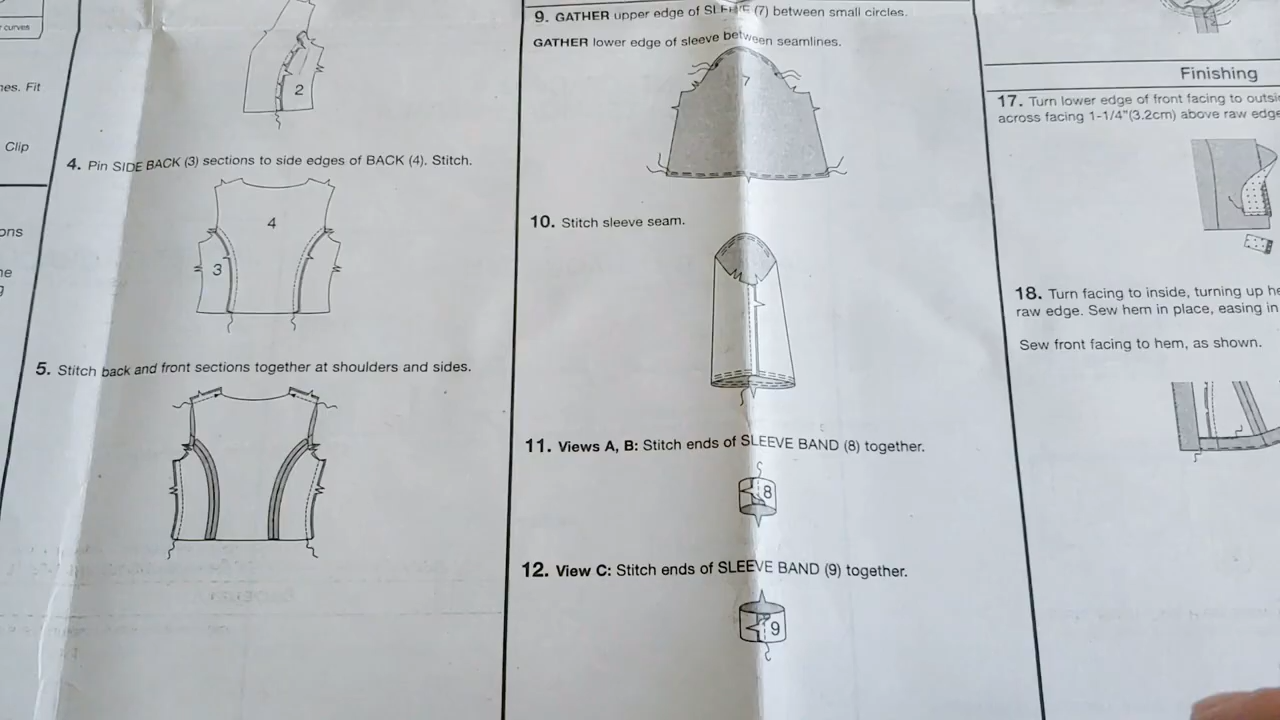 curves
nes. Fit
Clip
ons
2
4. Pin SIDE BACK (3) sections to side edges of BACK (4). Stitch.
4
3
5. Stitch back and front sections together at shoulders and sides.
9. GATHER upper edge of SLEEVE (7) between small circles.
GATHER lower edge of sleeve between seamlines.
7
10. Stitch sleeve seam.
11. Views A, B: Stitch ends of SLEEVE BAND (8) together.
8
12. View C: Stitch ends of SLEEVE BAND (9) together.
9
Finishing
17. Turn lower edge of front facing to outsi
across facing 1-1/4"(3.2cm) above raw edge
18. Turn facing to inside, turning up he
raw edge. Sew hem in place, easing in
Sew front facing to hem, as shown.